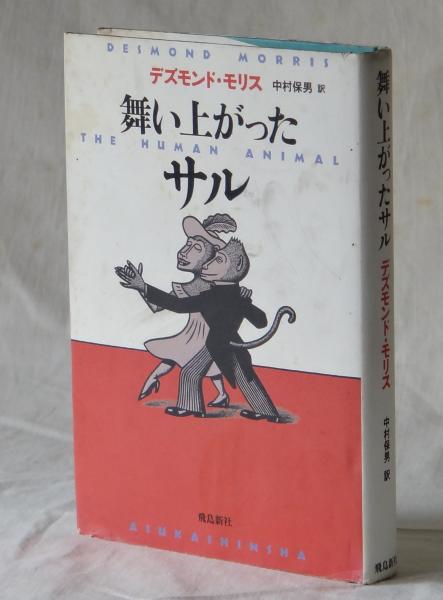 DESMOND MORRIS
デズモンド・モリス 中村保男 訳
舞い上がった
THE HUMAN ANIMAL
サル
飛鳥新社
ASUKASHINSHA
舞い上がったサル デズモンド・モリス 中村保男 訳 飛鳥新社